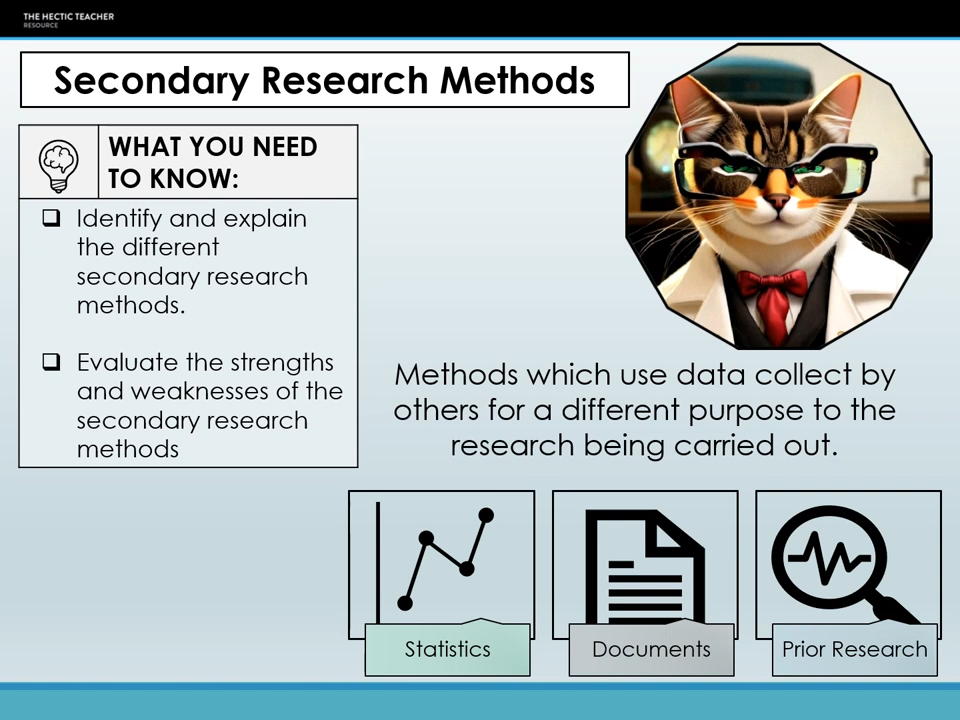 THE HECTIC TEACHER
RESOURCE
Secondary Research Methods
WHAT YOU NEED
TO KNOW:
❑ Identify and explain
the different
secondary research
methods.
❑ Evaluate the strengths
and weaknesses of the
secondary research
methods
Methods which use data collect by
others for a different purpose to the
research being carried out.
Statistics
Documents
Prior Research